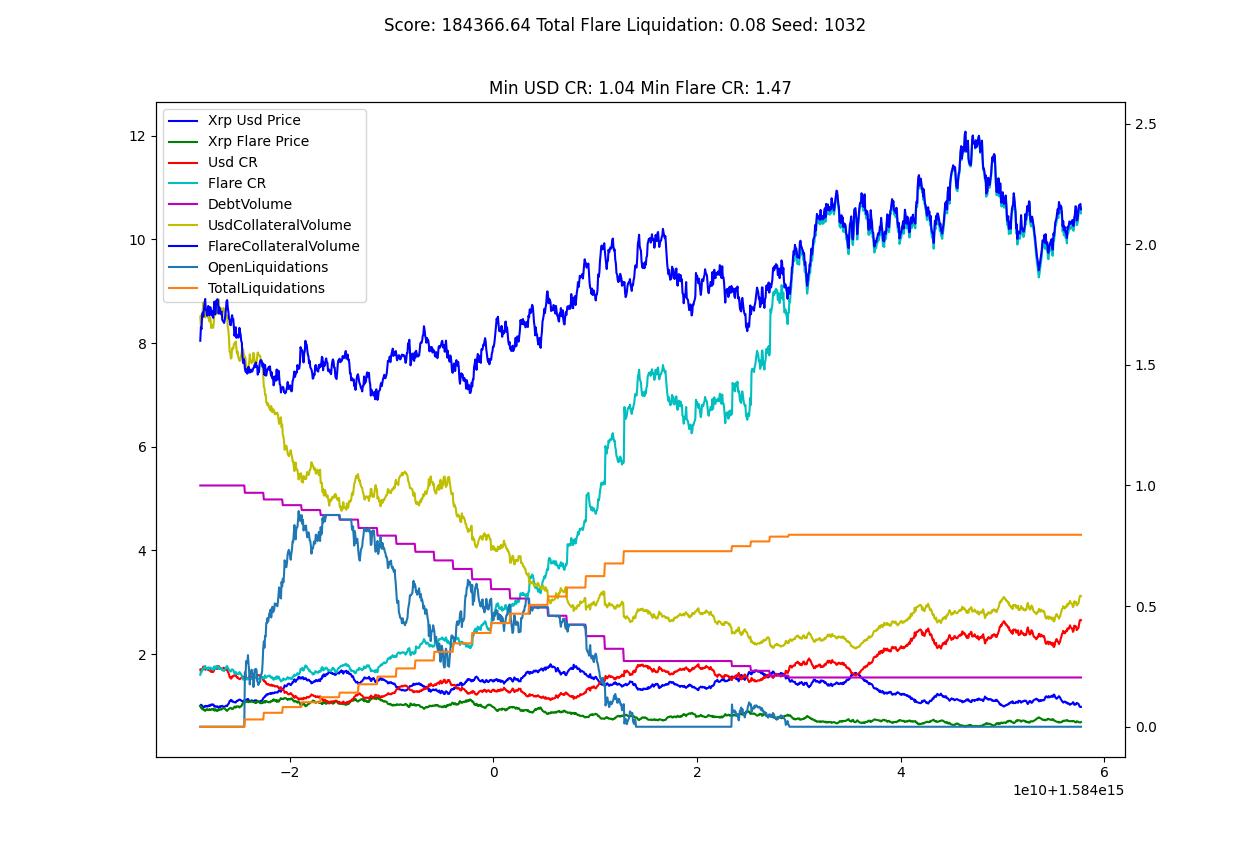 Score: 184366.64 Total Flare Liquidation: 0.08 Seed: 1032
Min USD CR: 1.04 Min Flare CR: 1.47
Xrp Usd Price
Xrp Flare Price
Usd CR
Flare CR
DebtVolume
UsdCollateralVolume
FlareCollateralVolume
OpenLiquidations
TotalLiquidations
12
10
8
6
4
2
2.5
2.0
1.5
1.0
0.5
0.0
−2
0
2
4
6
1e10+1.584e15